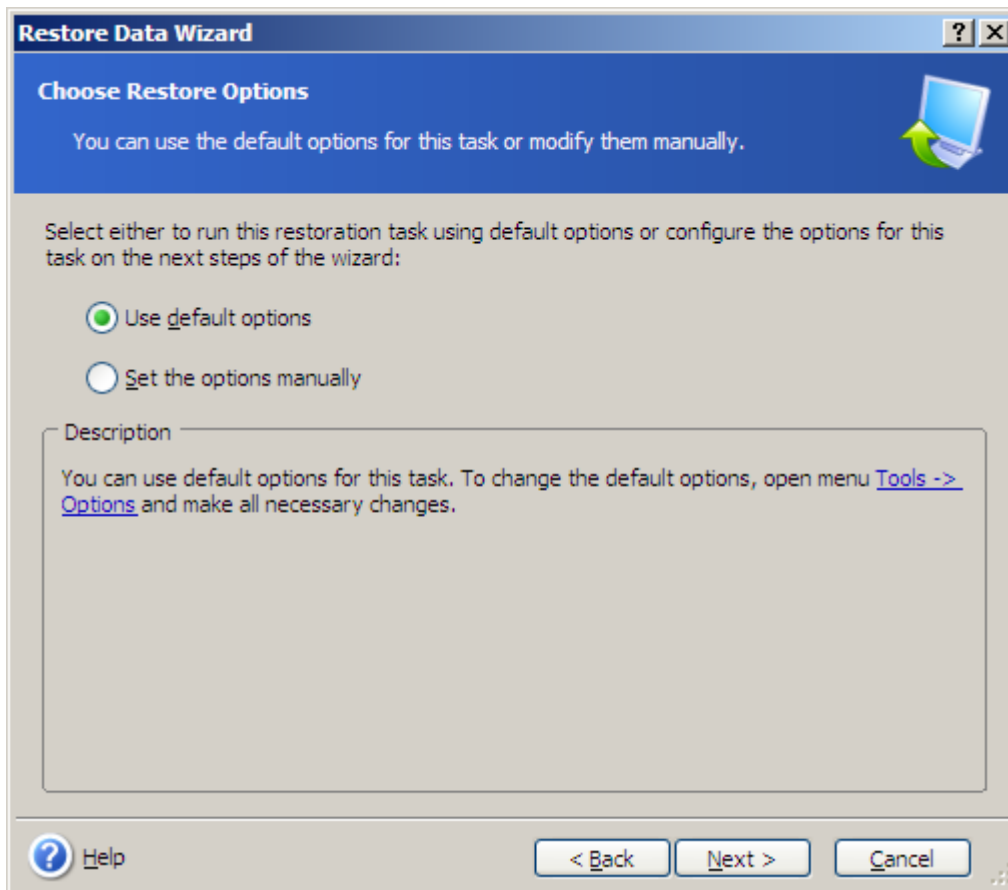 Restore Data Wizard
Choose Restore Options
You can use the default options for this task or modify them manually.
Select either to run this restoration task using default options or configure the options for this
task on the next steps of the wizard:
Use default options
Set the options manually
Description
You can use default options for this task. To change the default options, open menu Tools ->
Options and make all necessary changes.
Help
< Back
Next >
Cancel